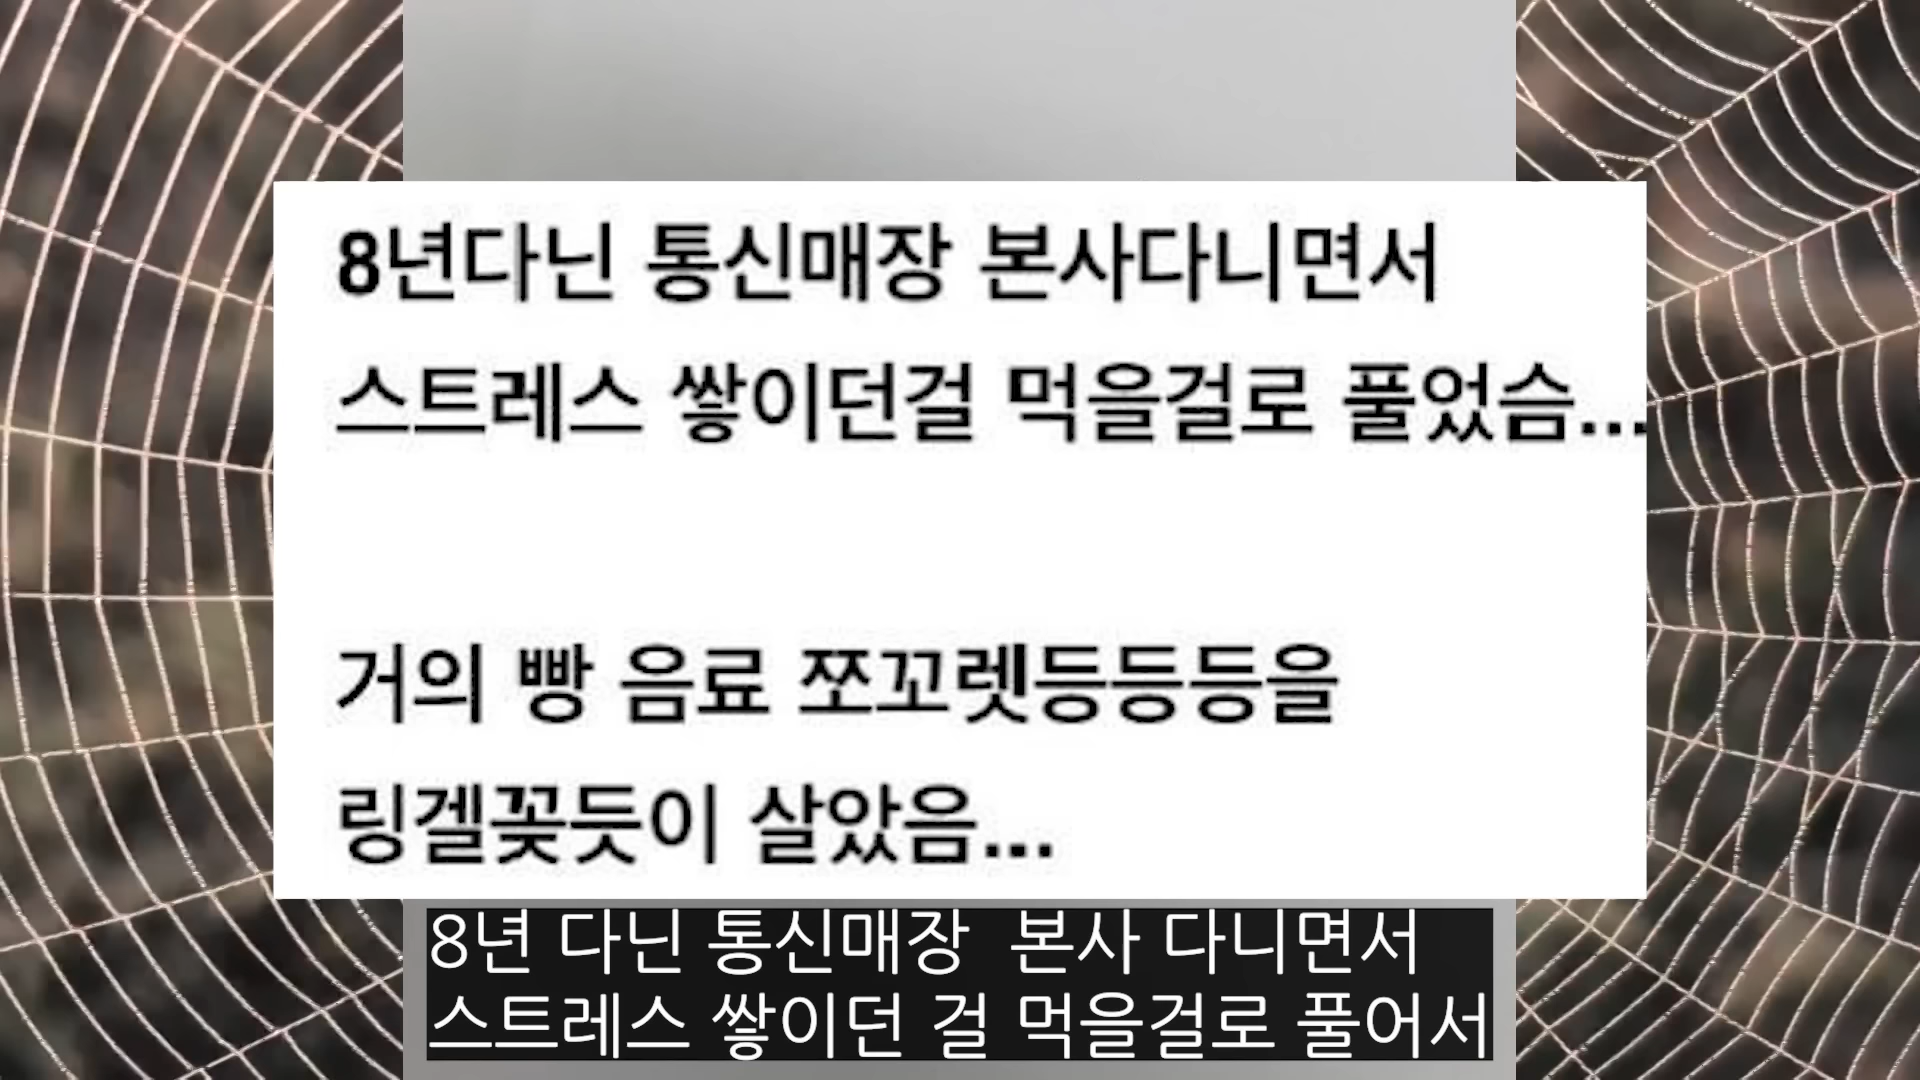 8년다닌 통신매장 본사다니면서
스트레스 쌓이던걸 먹을걸로 풀었슴...
거의 빵 음료 쪼꼬렛등등등을
링겔꽂듯이 살았음...
8년 다닌 통신매장 본사 다니면서
스트레스 쌓이던 걸 먹을걸로 풀어서